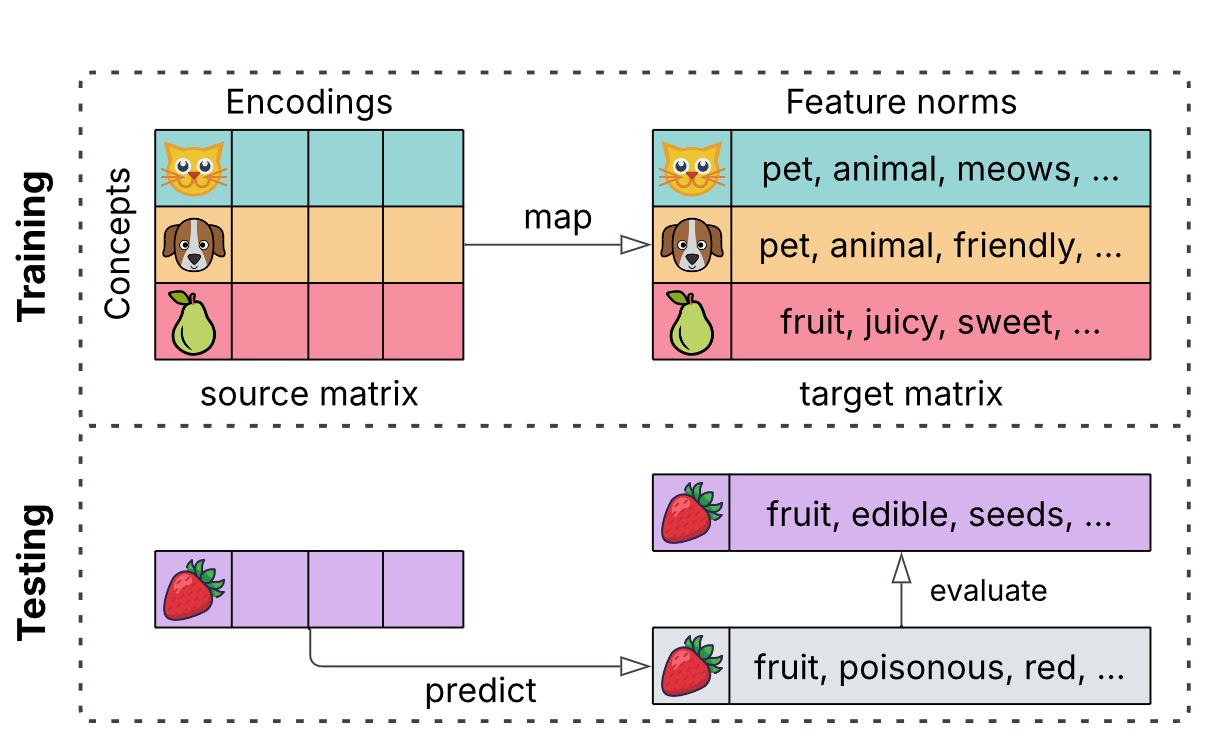 Training
Encodings
Feature norms
Concepts
pet, animal, meows, ...
map
pet, animal, friendly, ...
fruit, juicy, sweet, ...
source matrix
target matrix
Testing
fruit, edible, seeds, ...
evaluate
fruit, poisonous, red, ...
predict